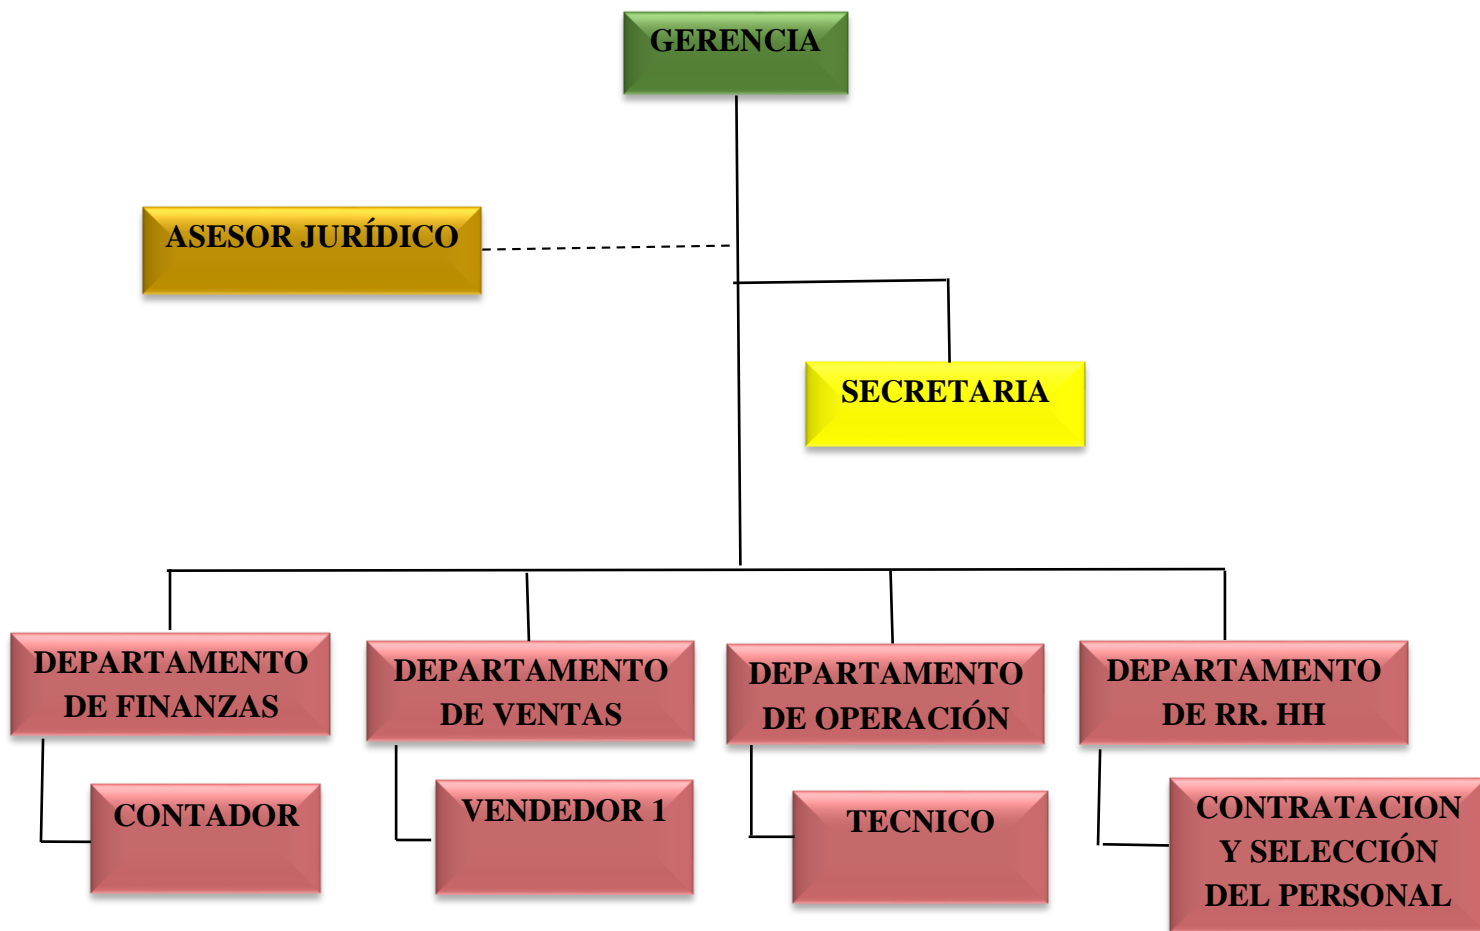 GERENCIA
ASESOR JURÍDICO
SECRETARIA
DEPARTAMENTO
DE FINANZAS
DEPARTAMENTO
DE VENTAS
DEPARTAMENTO
DE OPERACIÓN
DEPARTAMENTO
DE RR. HH
CONTADOR
VENDEDOR 1
TECNICO
CONTRATACION
Y SELECCIÓN
DEL PERSONAL